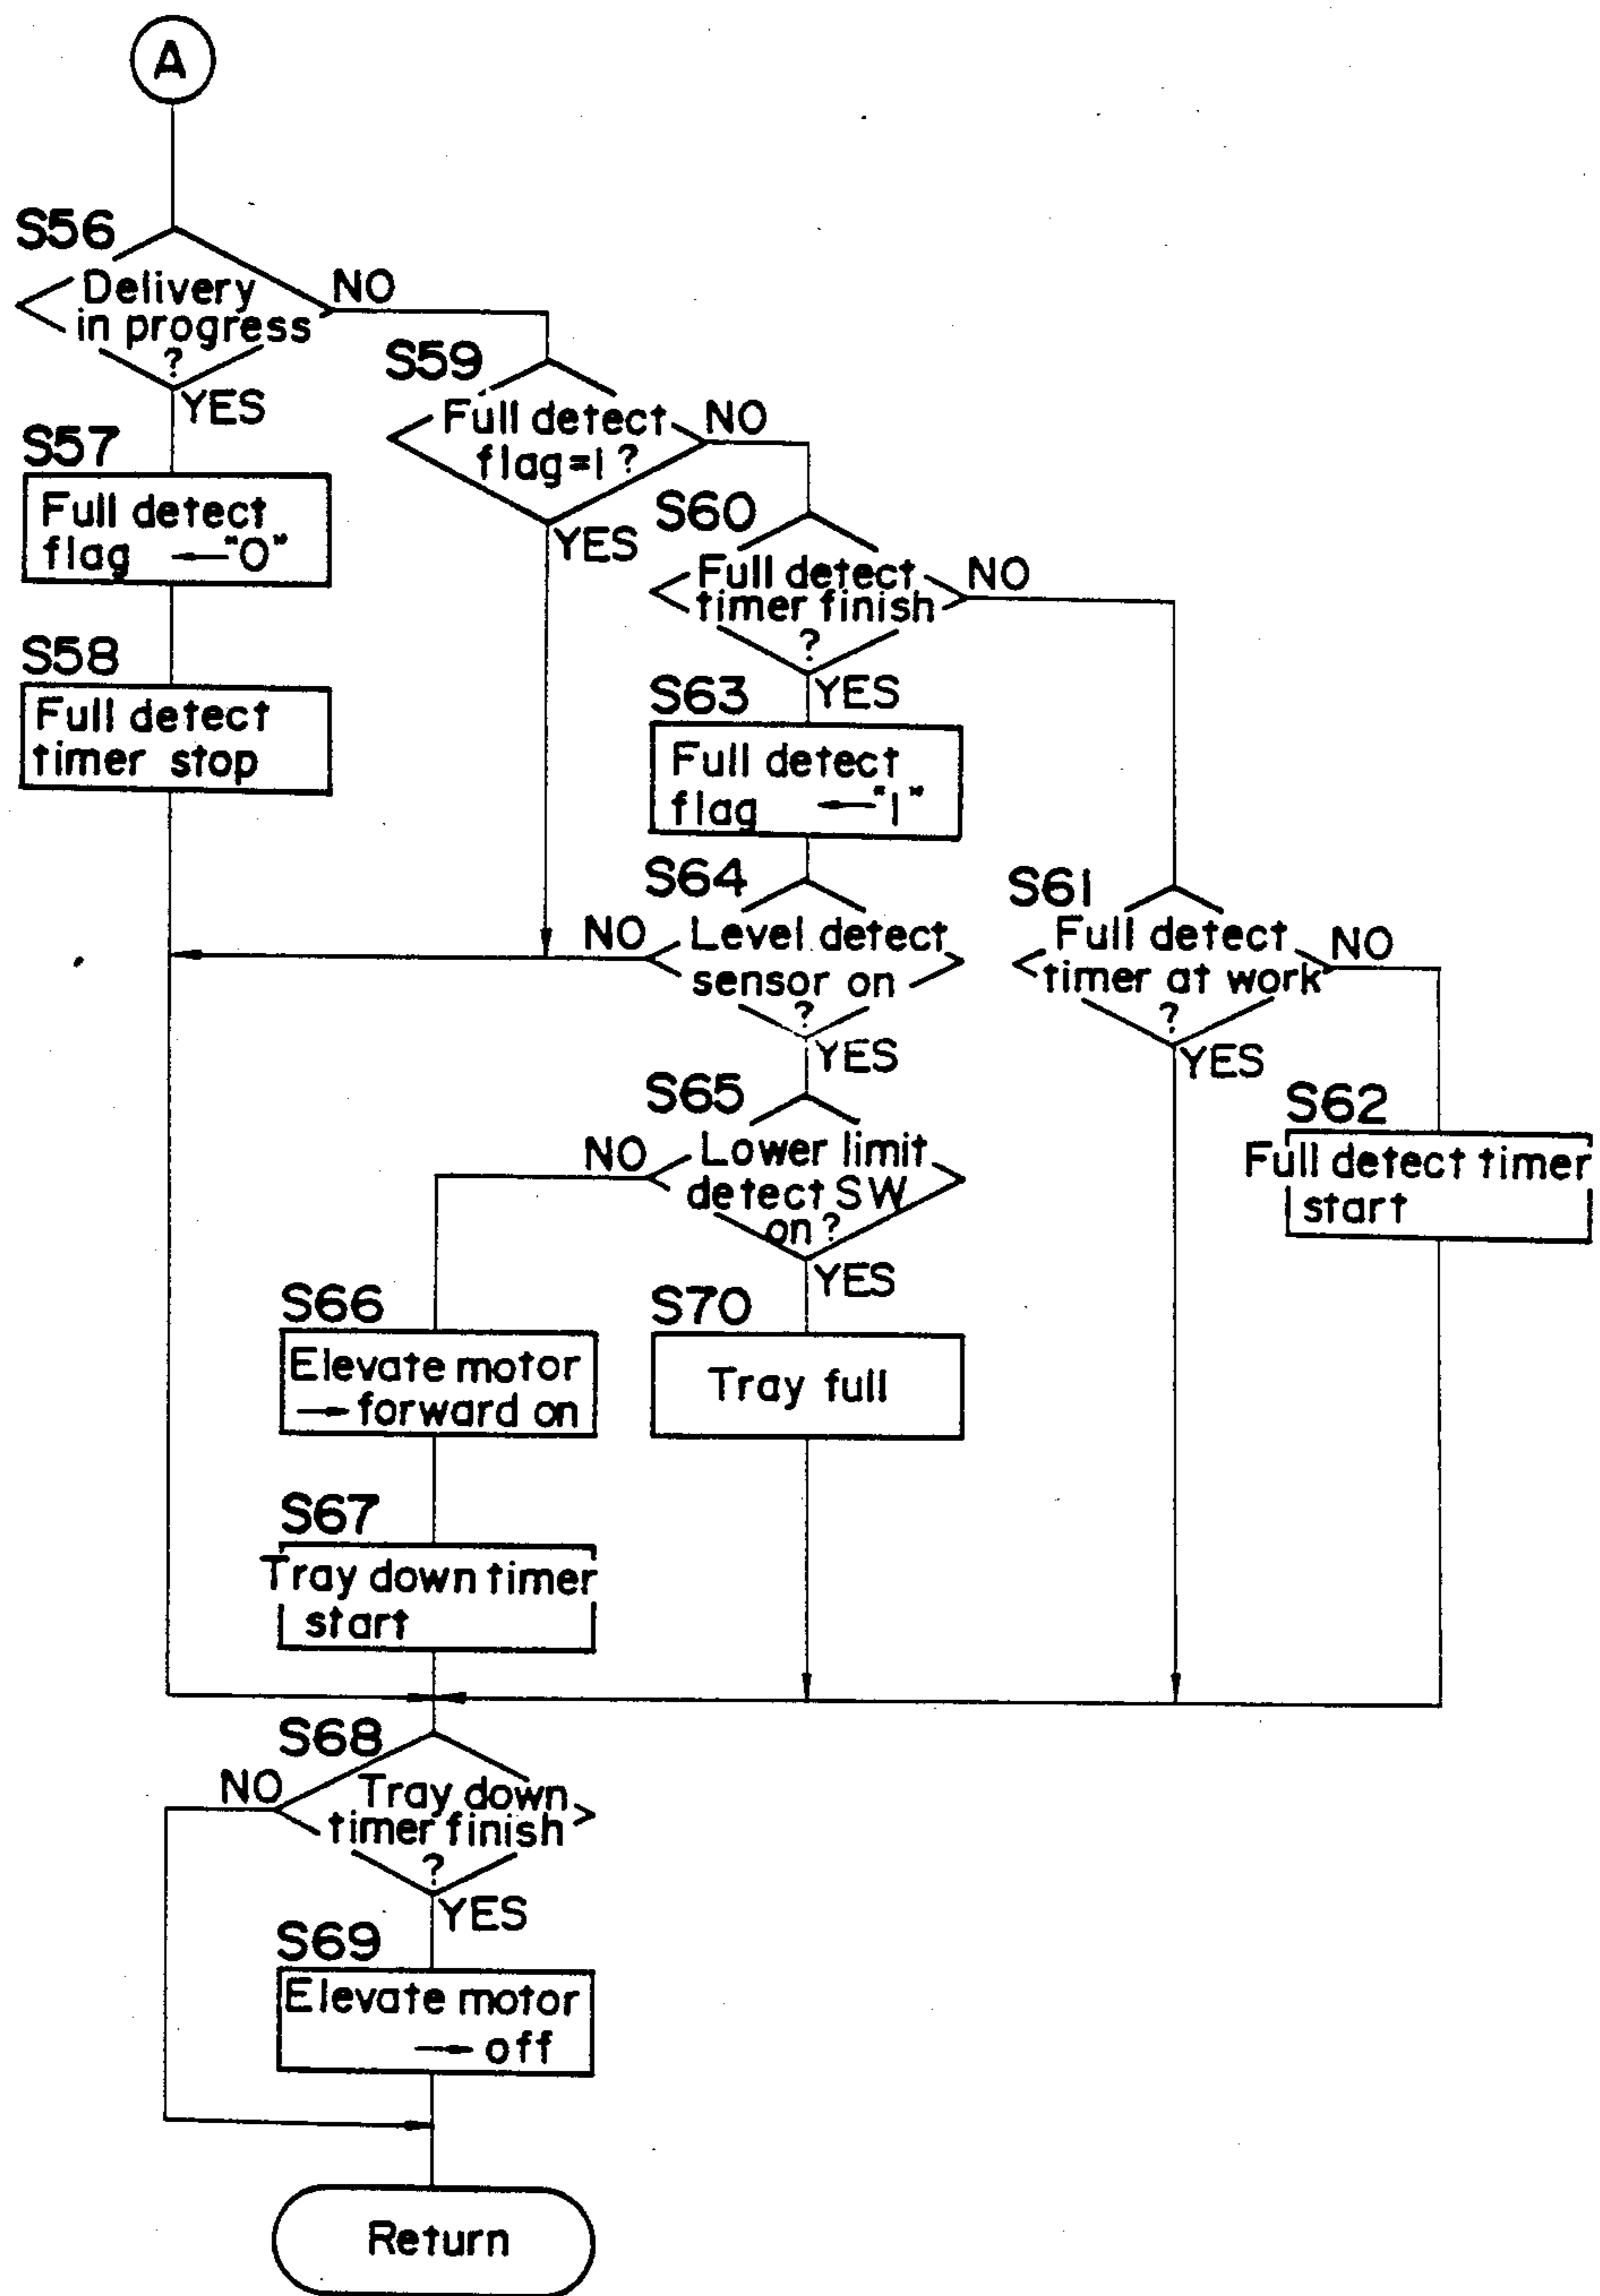 A
S56
Delivery
in progress
?
NO
YES
S57
Full detect
flag ←"0"
S58
Full detect
timer stop
S59
Full detect
flag=1?
NO
YES
S60
Full detect
timer finish
?
NO
YES
S63
Full detect
flag ←"1"
S64
Level detect
sensor on
?
NO
YES
S61
Full detect
timer at work
?
NO
YES
S62
Full detect timer
start
S65
Lower limit
detect SW
on?
NO
YES
S66
Elevate motor
→ forward on
S70
Tray full
S67
Tray down timer
start
S68
Tray down
timer finish
?
NO
YES
S69
Elevate motor
→ off
Return